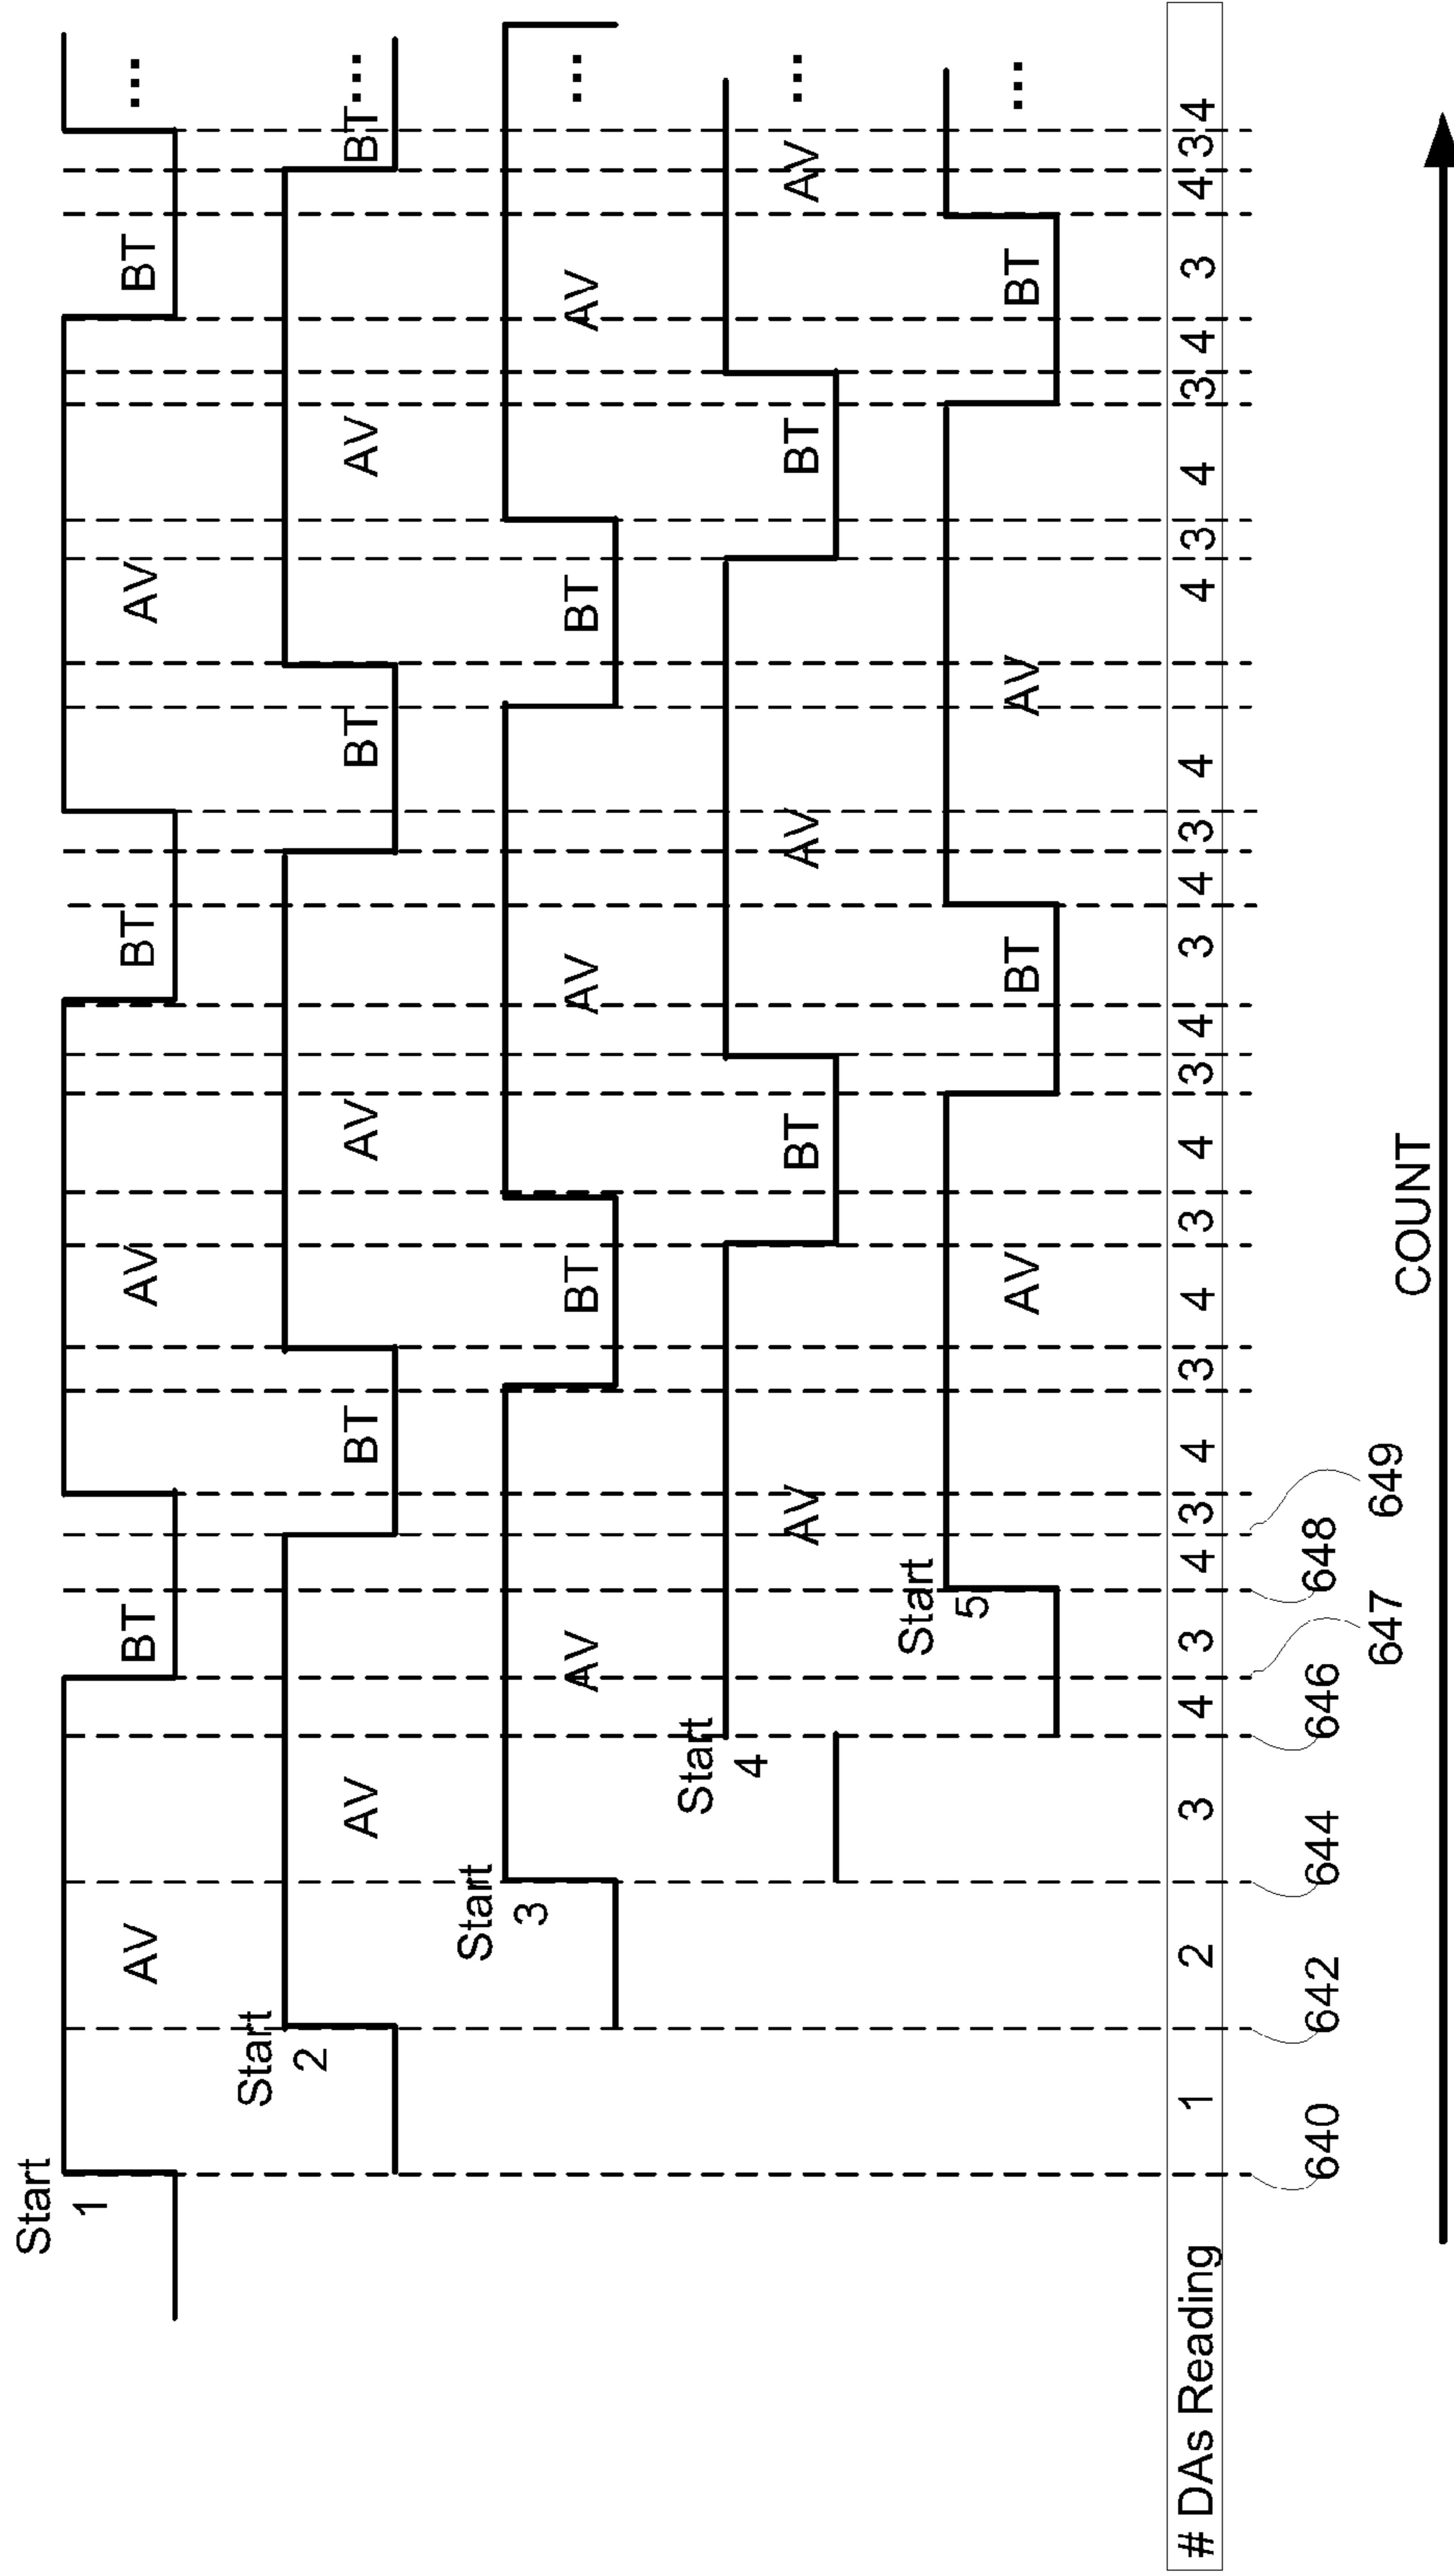 Start
1
AV BT AV BT AV BT ...
Start
2
AV BT AV BT AV BT ...
Start
3
AV BT AV BT AV ...
Start
4
AV BT AV BT AV ...
Start
5
AV BT AV BT ...
# DAs Reading 1 2 3 4 3 4 3 4 3 4 3 4 3 4 3 4 3 4 4 3 4 3 4 3 4 3 4
640 642 644 646 648
647 649
COUNT